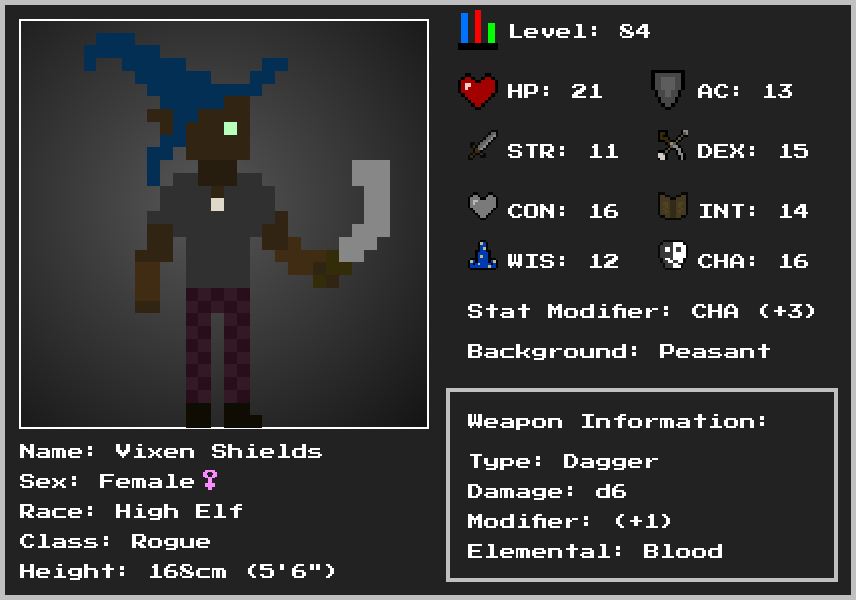 Level: 84
HP: 21 AC: 13
STR: 11 DEX: 15
CON: 16 INT: 14
WIS: 12 CHA: 16
Stat Modifier: CHA (+3)
Background: Peasant
Weapon Information:
Type: Dagger
Damage: d6
Modifier: (+1)
Elemental: Blood
Name: Vixen Shields
Sex: Female♀
Race: High Elf
Class: Rogue
Height: 168cm (5'6")